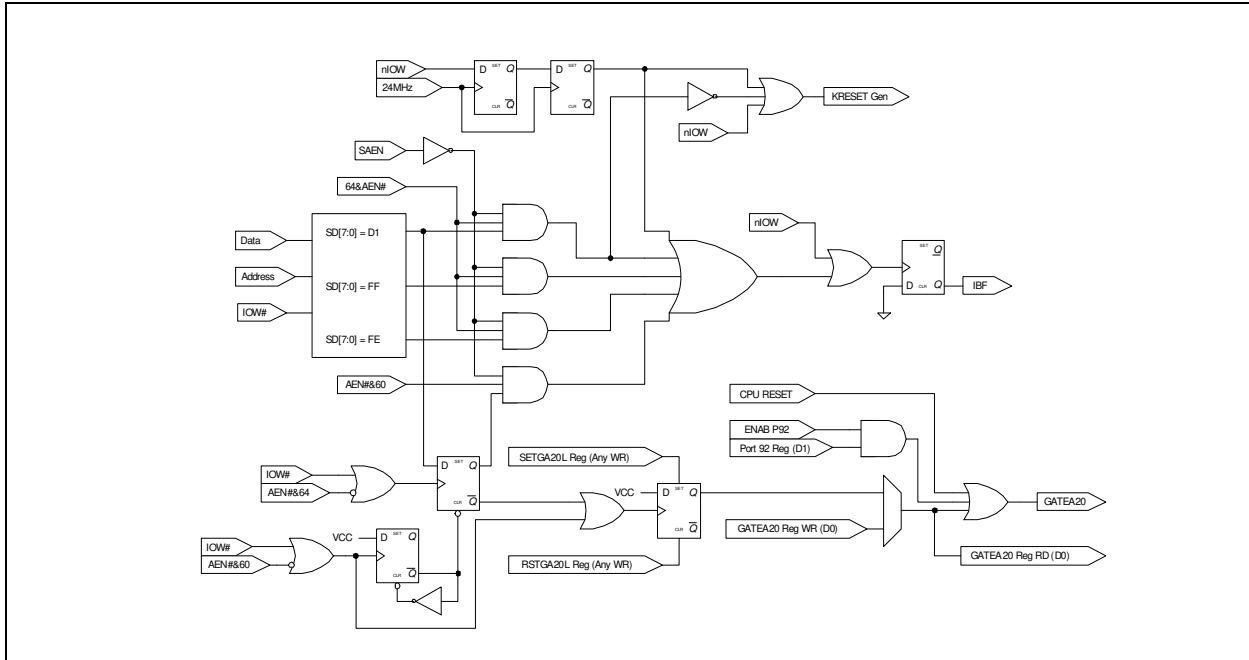 nIOW
24MHz
D SET Q
CLR Q
D SET Q
CLR Q
KRESET Gen
nIOW
SAEN
64&AEN#
Data
Address
IOW#
SD[7:0] = D1
SD[7:0] = FF
SD[7:0] = FE
AEN#&60
nIOW
SET Q
D CLR Q
IBF
CPU RESET
ENAB P92
Port 92 Reg (D1)
GATEA20
IOW#
AEN#&64
D SET Q
CLR Q
SETGA20L Reg (Any WR)
VCC
D SET Q
CLR Q
RSTGA20L Reg (Any WR)
GATEA20 Reg WR (D0)
GATEA20 Reg RD (D0)
IOW#
AEN#&60
VCC
D SET Q
CLR Q